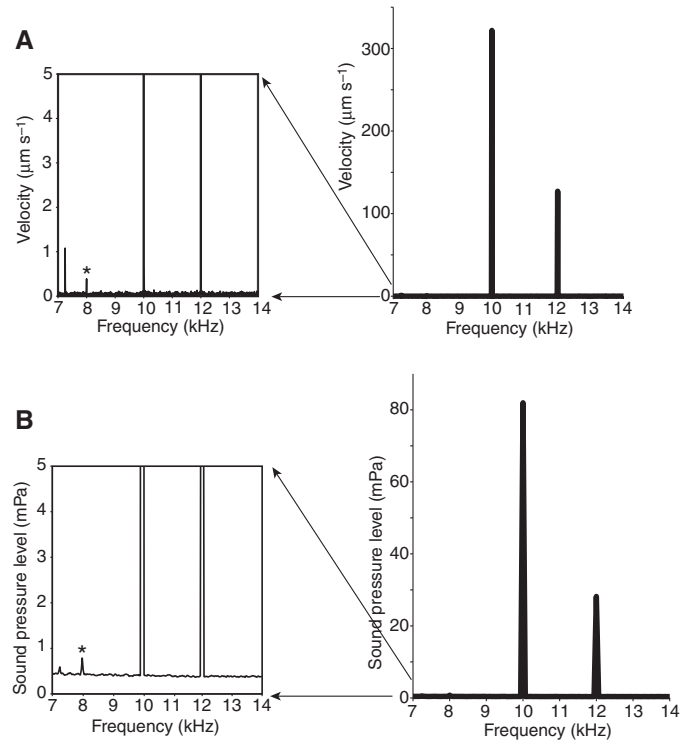 A
Velocity (μm s–1)
5
4
3
2
1
0
*
7 8 9 10 11 12 13 14
Frequency (kHz)
Velocity (μm s–1)
300
200
100
0
7 8 9 10 11 12 13 14
Frequency (kHz)
B
Sound pressure level (mPa)
5
4
3
2
1
0
*
7 8 9 10 11 12 13 14
Frequency (kHz)
Sound pressure level (mPa)
80
60
40
20
0
7 8 9 10 11 12 13 14
Frequency (kHz)